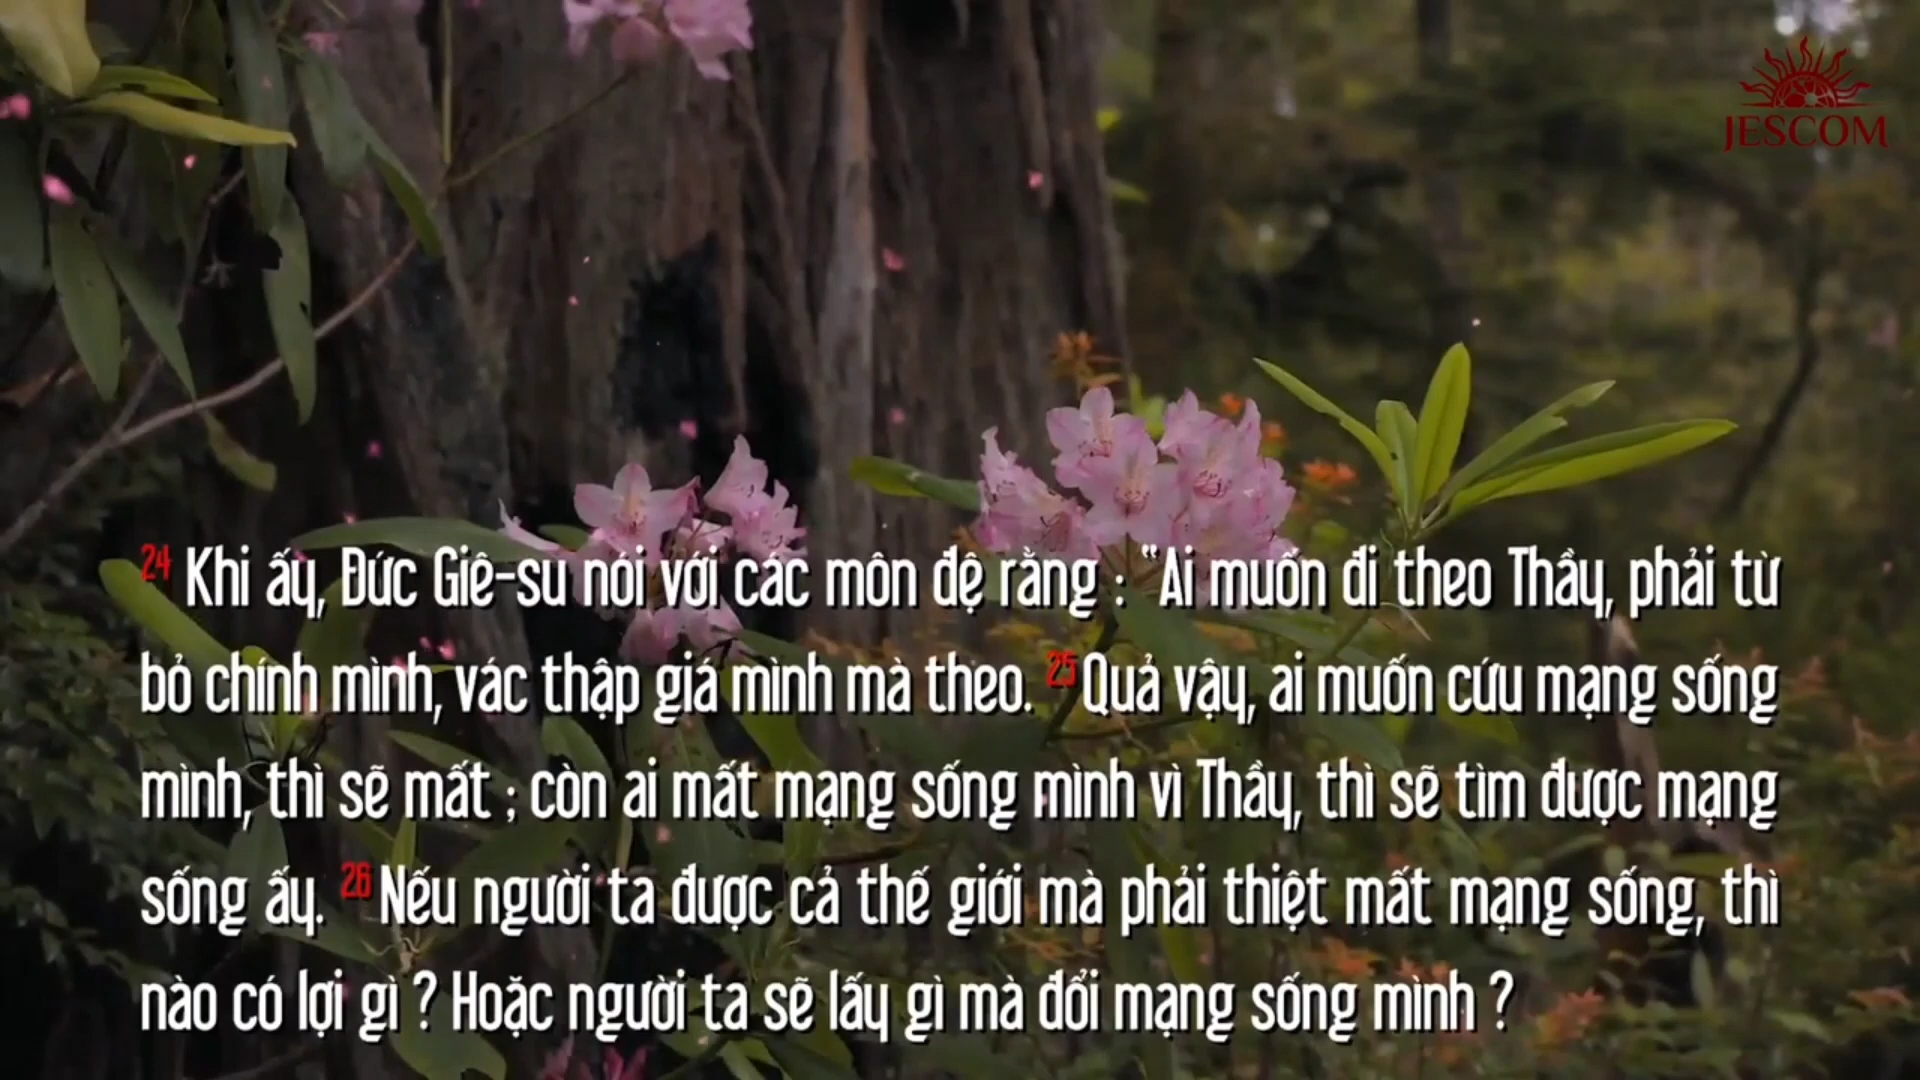 JESCOM
24 Khi ấy, Đức Giê-su nói với các môn đệ rằng : “Ai muốn đi theo Thầy, phải từ
bỏ chính mình, vác thập giá mình mà theo. 25 Quả vậy, ai muốn cứu mạng sống
mình, thì sẽ mất ; còn ai mất mạng sống mình vì Thầy, thì sẽ tìm được mạng
sống ấy. 26 Nếu người ta được cả thế giới mà phải thiệt mất mạng sống, thì
nào có lợi gì ? Hoặc người ta sẽ lấy gì mà đổi mạng sống mình ?